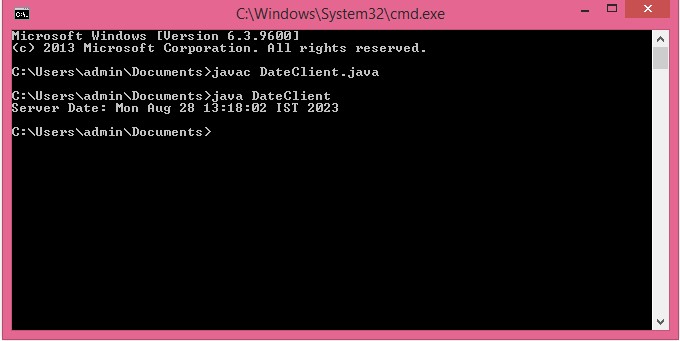 C:\Windows\System32\cmd.exe
Microsoft Windows [Version 6.3.9600]
(c) 2013 Microsoft Corporation. All rights reserved.
C:\Users\admin\Documents>javac DateClient.java
C:\Users\admin\Documents>java DateClient
Server Date: Mon Aug 28 13:18:02 IST 2023
C:\Users\admin\Documents>